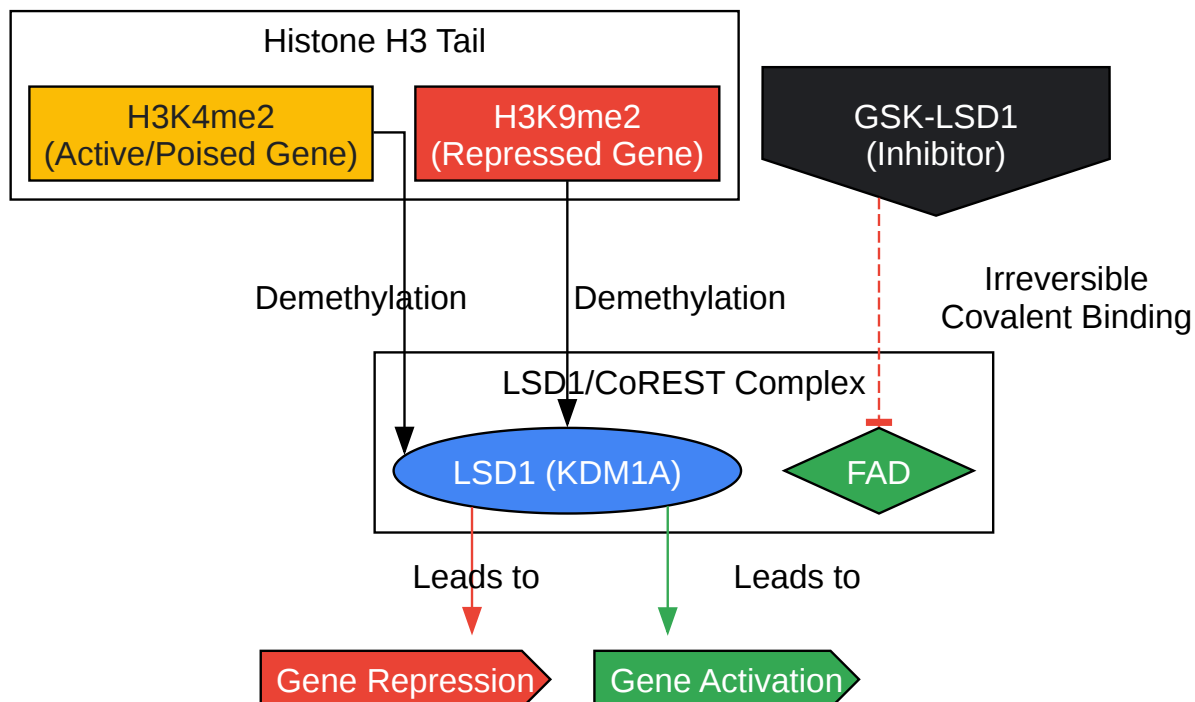 Histone H3 Tail
H3K4me2
(Active/Poised Gene)
H3K9me2
(Repressed Gene)
GSK-LSD1
(Inhibitor)
Demethylation
Demethylation
Irreversible
Covalent Binding
LSD1/CoREST Complex
LSD1 (KDM1A)
FAD
Leads to
Leads to
Gene Repression
Gene Activation